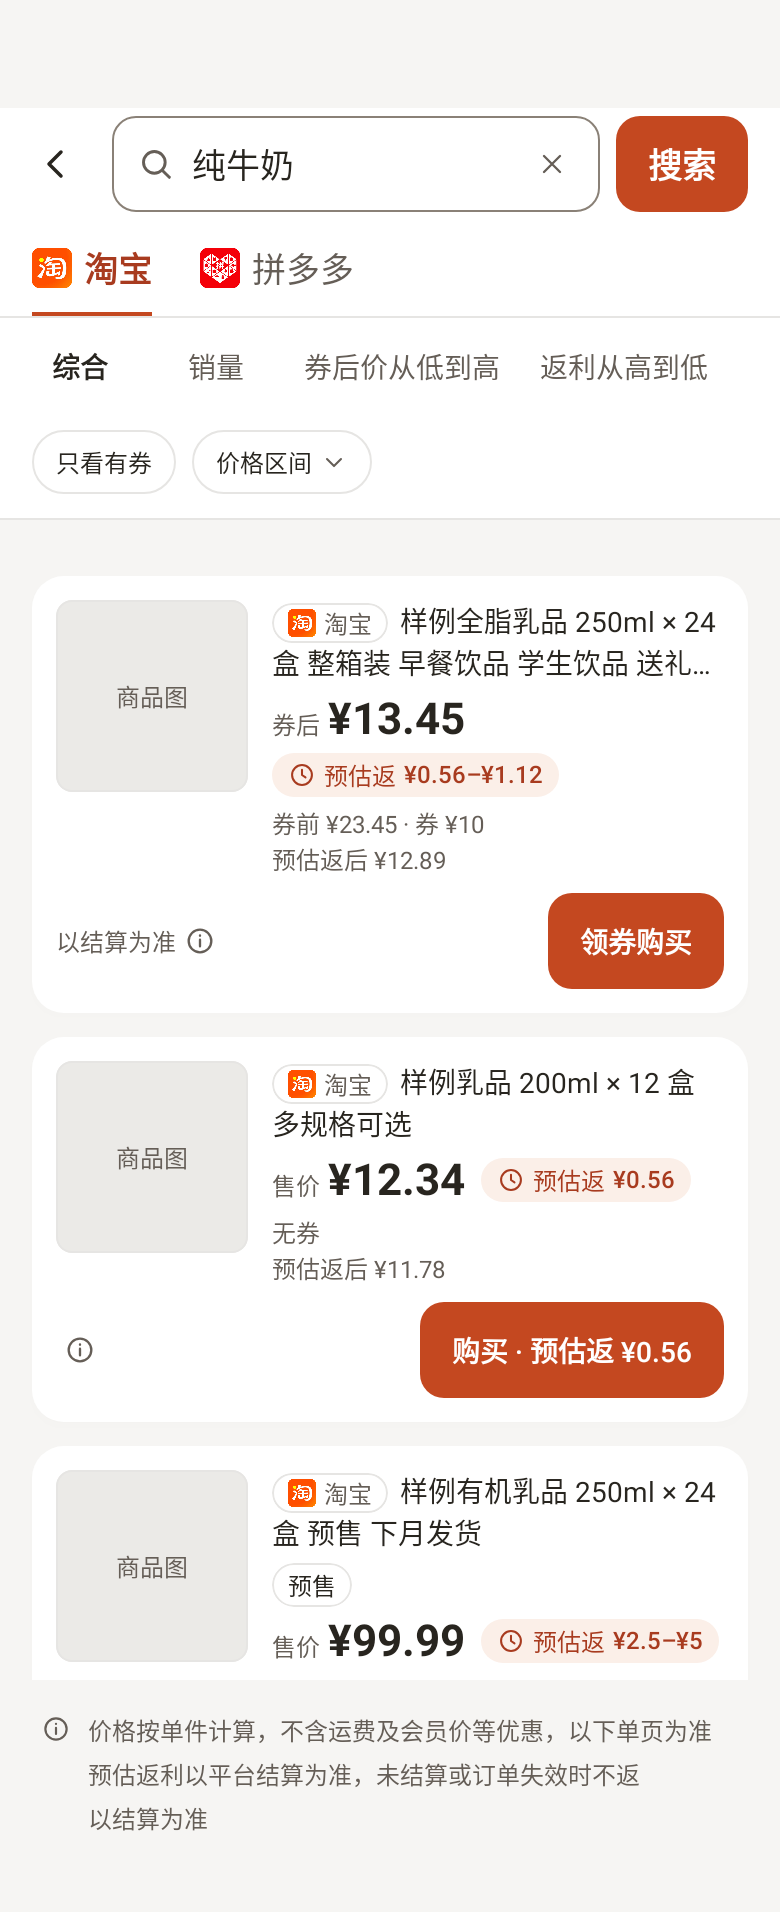 纯牛奶
搜索
淘 淘宝
拼多多
综合 销量 券后价从低到高 返利从高到低
只看有券 价格区间
商品图
淘 淘宝 样例全脂乳品 250ml × 24
盒 整箱装 早餐饮品 学生饮品 送礼...
券后 ¥13.45
预估返 ¥0.56–¥1.12
券前 ¥23.45 · 券 ¥10
预估返后 ¥12.89
以结算为准
领券购买
商品图
淘 淘宝 样例乳品 200ml × 12 盒
多规格可选
售价 ¥12.34 预估返 ¥0.56
无券
预估返后 ¥11.78
购买 · 预估返 ¥0.56
商品图
淘 淘宝 样例有机乳品 250ml × 24
盒 预售 下月发货
预售
售价 ¥99.99 预估返 ¥2.5–¥5
价格按单件计算，不含运费及会员价等优惠，以下单页为准
预估返利以平台结算为准，未结算或订单失效时不返
以结算为准